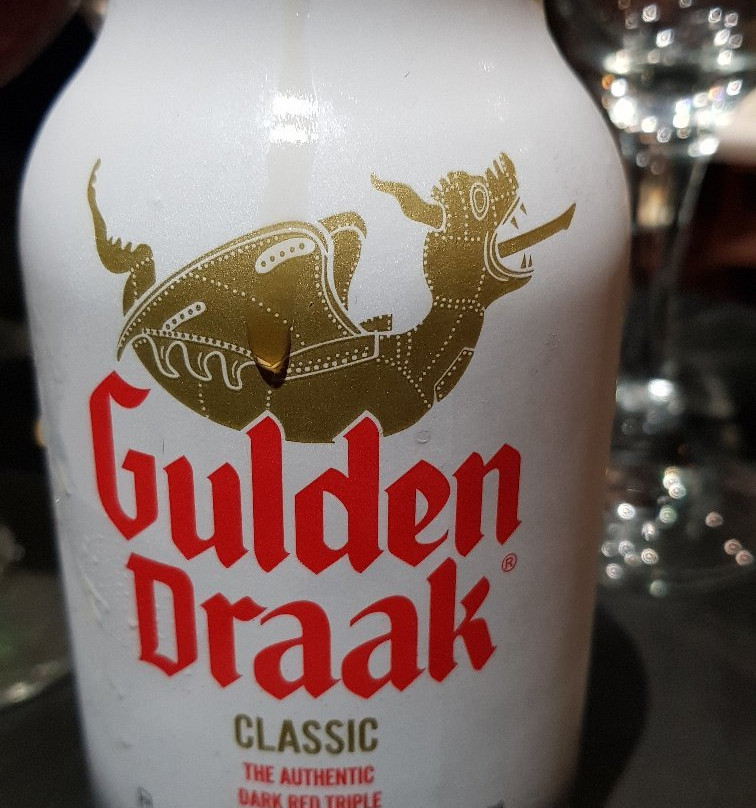 Gulden
Draak®
CLASSIC
THE AUTHENTIC
DARK RED TRIPLE